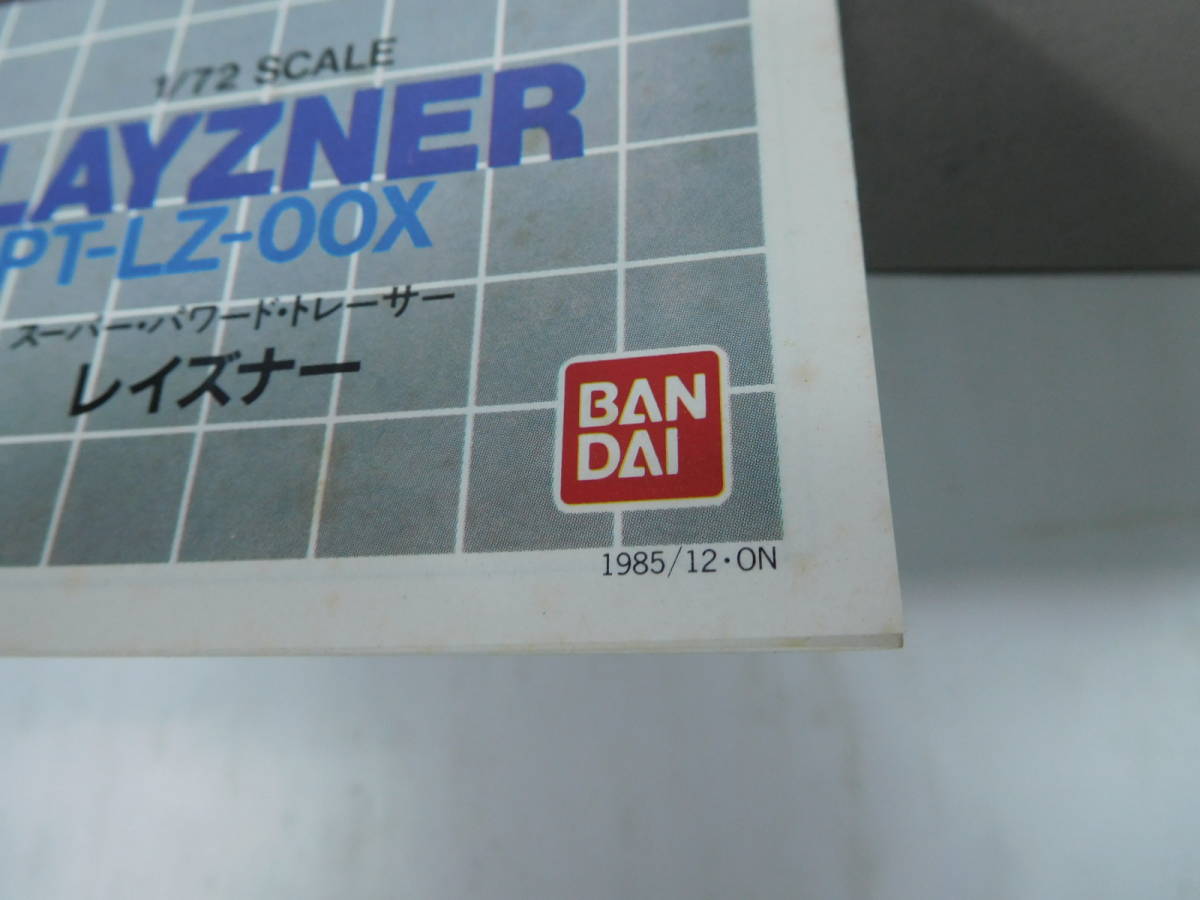 1/72 SCALE
LAYZNER
PT-LZ-00X
スーパー・パワード・トレーサー
レイズナー
BAN
DAI
1985/12・ON